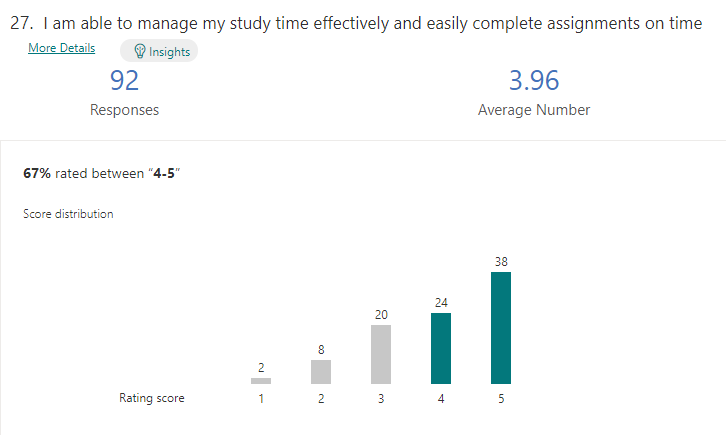 27. I am able to manage my study time effectively and easily complete assignments on time
More Details
Insights
92
Responses
3.96
Average Number
67% rated between "4-5"
Score distribution
38
24
20
8
2
Rating score 1 2 3 4 5